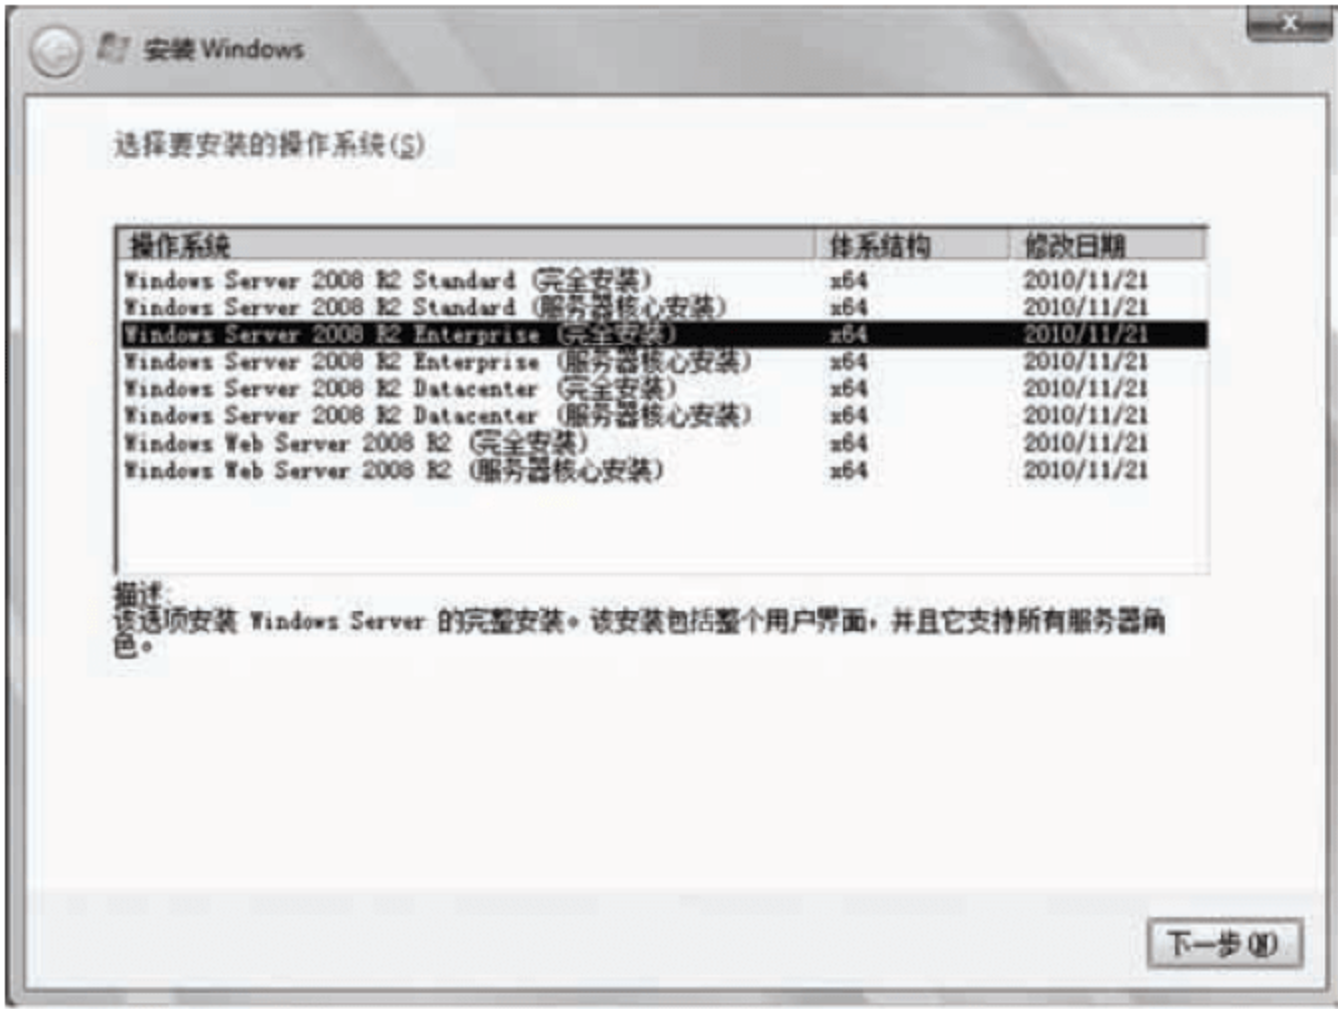 安装 Windows
选择要安装的操作系统(S)
操作系统 体系结构 修改日期
Windows Server 2008 R2 Standard (完全安装) x64 2010/11/21
Windows Server 2008 R2 Standard (服务器核心安装) x64 2010/11/21
Windows Server 2008 R2 Enterprise (完全安装) x64 2010/11/21
Windows Server 2008 R2 Enterprise (服务器核心安装) x64 2010/11/21
Windows Server 2008 R2 Datacenter (完全安装) x64 2010/11/21
Windows Server 2008 R2 Datacenter (服务器核心安装) x64 2010/11/21
Windows Web Server 2008 R2 (完全安装) x64 2010/11/21
Windows Web Server 2008 R2 (服务器核心安装) x64 2010/11/21
描述:
该选项安装 Windows Server 的完整安装。该安装包括整个用户界面，并且它支持所有服务器角
色。
下一步(N)